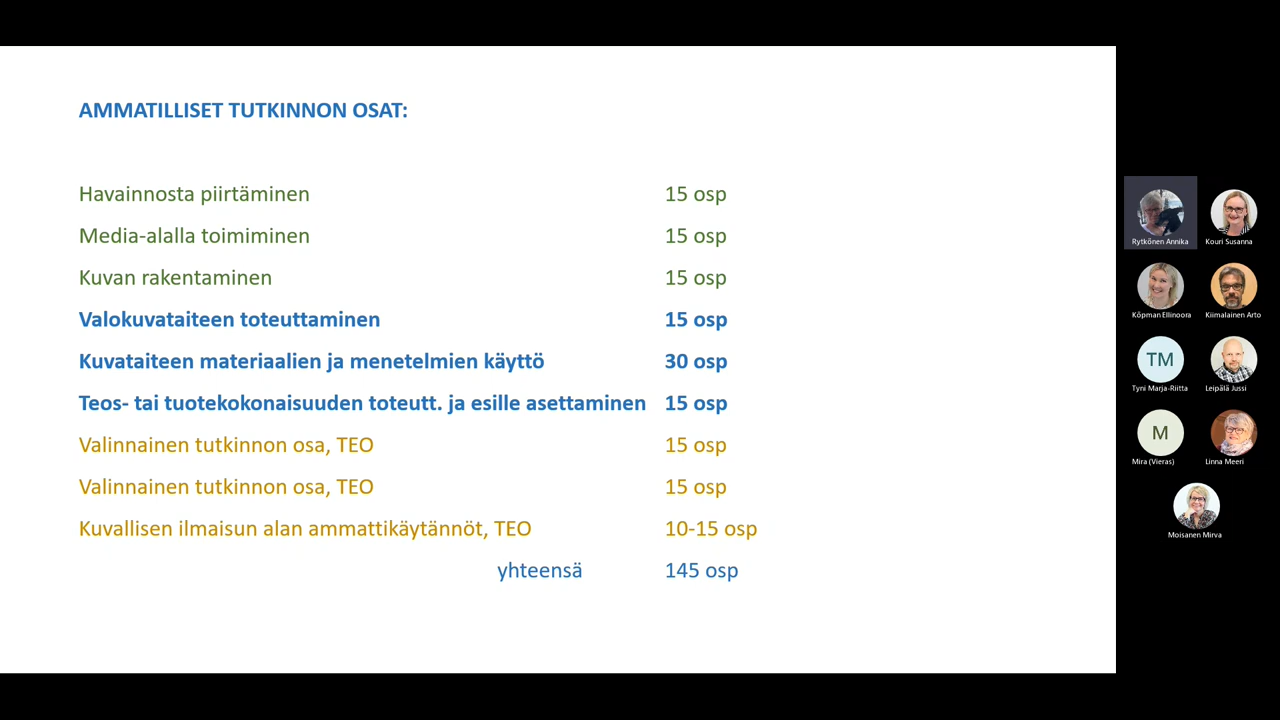 AMMATILLISET TUTKINNON OSAT:
Havainnosta piirtäminen 15 osp
Media-alalla toimiminen 15 osp
Kuvan rakentaminen 15 osp
Valokuvataiteen toteuttaminen 15 osp
Kuvataiteen materiaalien ja menetelmien käyttö 30 osp
Teos- tai tuotekokonaisuuden toteutt. ja esille asettaminen 15 osp
Valinnainen tutkinnon osa, TEO 15 osp
Valinnainen tutkinnon osa, TEO 15 osp
Kuvallisen ilmaisun alan ammattikäytännöt, TEO 10-15 osp
yhteensä 145 osp
Rytkönen Annika Kouri Susanna
Köpman Ellinoora Kiimalainen Arto
TM
Tyni Marja-Riitta Leipälä Jussi
M
Mira (Vieras) Linna Meeri
Moisanen Mirva